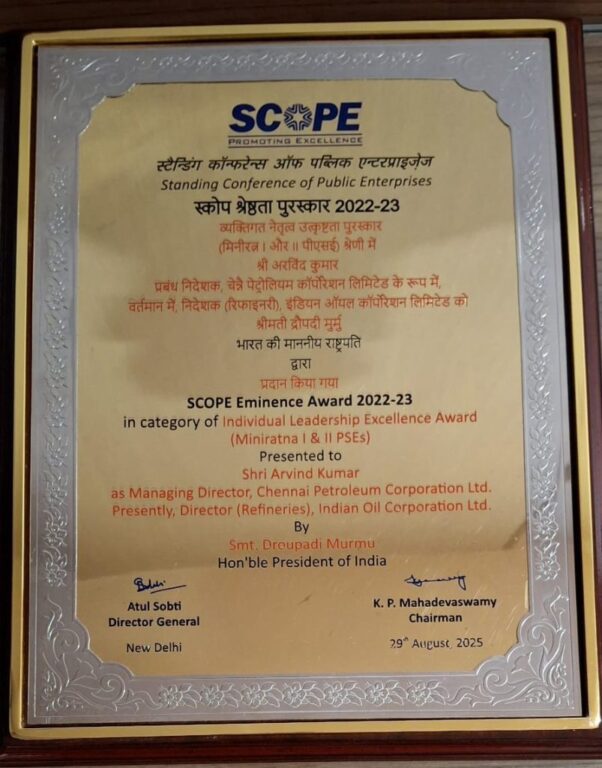 SCOPE
PROMOTING EXCELLENCE
स्टैन्डिंग कॉन्फरेन्स ऑफ पब्लिक एन्टरप्राइज़ेज
Standing Conference of Public Enterprises
स्कोप श्रेष्ठता पुरस्कार 2022-23
व्यक्तिगत नेतृत्व उत्कृष्टता पुरस्कार
(मिनीरत्न I और II पीएसई) श्रेणी में
श्री अरविंद कुमार
प्रबंध निदेशक, चेन्नै पेट्रोलियम कॉर्पोरेशन लिमिटेड के रूप में,
वर्तमान में, निदेशक (रिफाइनरी), इंडियन ऑयल कॉर्पोरेशन लिमिटेड को
श्रीमती द्रौपदी मुर्मु
भारत की माननीय राष्ट्रपति
द्वारा
प्रदान किया गया
SCOPE Eminence Award 2022-23
in category of Individual Leadership Excellence Award
(Miniratna I & II PSEs)
Presented to
Shri Arvind Kumar
as Managing Director, Chennai Petroleum Corporation Ltd.
Presently, Director (Refineries), Indian Oil Corporation Ltd.
By
Smt. Droupadi Murmu
Hon'ble President of India
Atul Sobti
Director General
New Delhi
K. P. Mahadevaswamy
Chairman
29th August, 2025